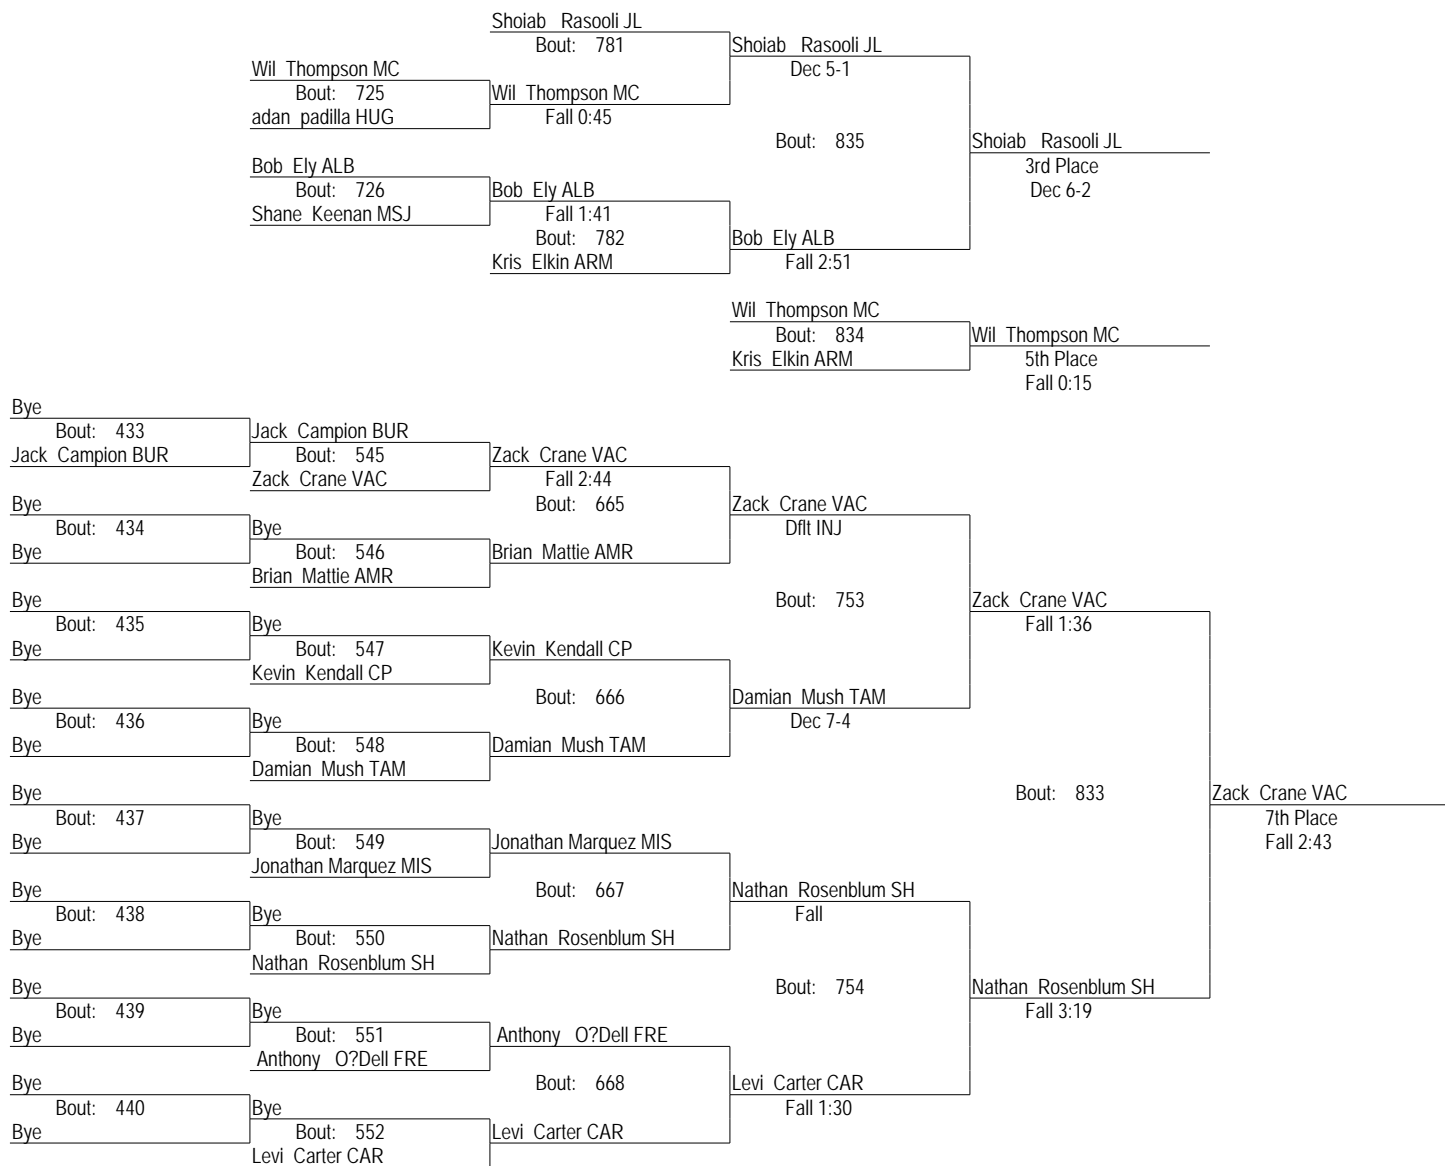 Shoiab Rasooli JL
Bout: 781
Shoiab Rasooli JL
Dec 5-1
Wil Thompson MC
Bout: 725
Wil Thompson MC
adan padilla HUG
Fall 0:45
Bout: 835
Shoiab Rasooli JL
3rd Place
Dec 6-2
Bob Ely ALB
Bout: 726
Bob Ely ALB
Shane Keenan MSJ
Fall 1:41
Bout: 782
Bob Ely ALB
Kris Elkin ARM
Fall 2:51
Wil Thompson MC
Bout: 834
Wil Thompson MC
Kris Elkin ARM
5th Place
Fall 0:15
Bye
Bout: 433
Jack Campion BUR
Jack Campion BUR
Bout: 545
Zack Crane VAC
Zack Crane VAC
Fall 2:44
Bye
Bout: 665
Zack Crane VAC
Bout: 434
Bye
Dflt INJ
Bye
Bout: 546
Brian Mattie AMR
Brian Mattie AMR
Bye
Bout: 753
Zack Crane VAC
Bout: 435
Bye
Fall 1:36
Bye
Bout: 547
Kevin Kendall CP
Kevin Kendall CP
Bye
Bout: 666
Damian Mush TAM
Bout: 436
Bye
Dec 7-4
Bye
Bout: 548
Damian Mush TAM
Damian Mush TAM
Bye
Bout: 833
Zack Crane VAC
Bout: 437
Bye
7th Place
Bye
Bout: 549
Jonathan Marquez MIS
Fall 2:43
Jonathan Marquez MIS
Bye
Bout: 667
Nathan Rosenblum SH
Bout: 438
Bye
Fall
Bye
Bout: 550
Nathan Rosenblum SH
Nathan Rosenblum SH
Bye
Bout: 754
Nathan Rosenblum SH
Bout: 439
Bye
Fall 3:19
Bye
Bout: 551
Anthony O?Dell FRE
Anthony O?Dell FRE
Bye
Bout: 668
Levi Carter CAR
Bout: 440
Bye
Fall 1:30
Bye
Bout: 552
Levi Carter CAR
Levi Carter CAR